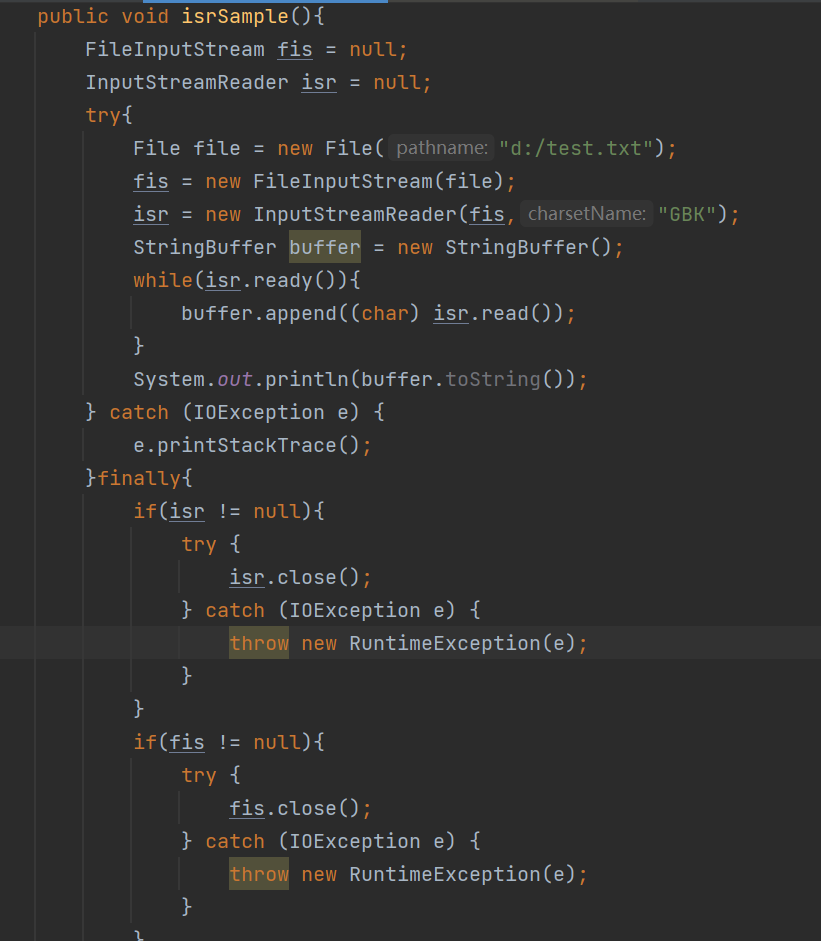 public void isrSample(){
    FileInputStream fis = null;
    InputStreamReader isr = null;
    try{
        File file = new File( pathname: "d:/test.txt");
        fis = new FileInputStream(file);
        isr = new InputStreamReader(fis, charsetName: "GBK");
        StringBuffer buffer = new StringBuffer();
        while(isr.ready()){
            buffer.append((char) isr.read());
        }
        System.out.println(buffer.toString());
    } catch (IOException e) {
        e.printStackTrace();
    }finally{
        if(isr != null){
            try {
                isr.close();
            } catch (IOException e) {
                throw new RuntimeException(e);
            }
        }
        if(fis != null){
            try {
                fis.close();
            } catch (IOException e) {
                throw new RuntimeException(e);
            }
        }